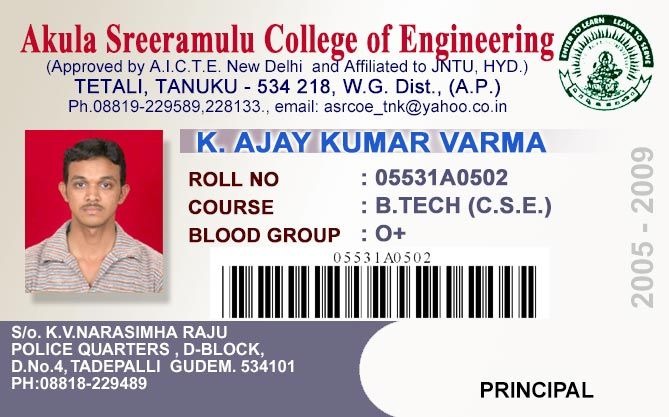 Akula Sreeramulu College of Engineering
(Approved by A.I.C.T.E. New Delhi and Affiliated to JNTU, HYD.)
TETALI, TANUKU - 534 218, W.G. Dist., (A.P.)
Ph.08819-229589,228133., email: asrcoe_tnk@yahoo.co.in
ENTER TO LEARN LEAVE TO SERVE
K. AJAY KUMAR VARMA
ROLL NO : 05531A0502
COURSE : B.TECH (C.S.E.)
BLOOD GROUP : O+
05531A0502
2005 - 2009
S/o. K.V.NARASIMHA RAJU
POLICE QUARTERS , D-BLOCK,
D.No.4, TADEPALLI GUDEM. 534101
PH:08818-229489
PRINCIPAL